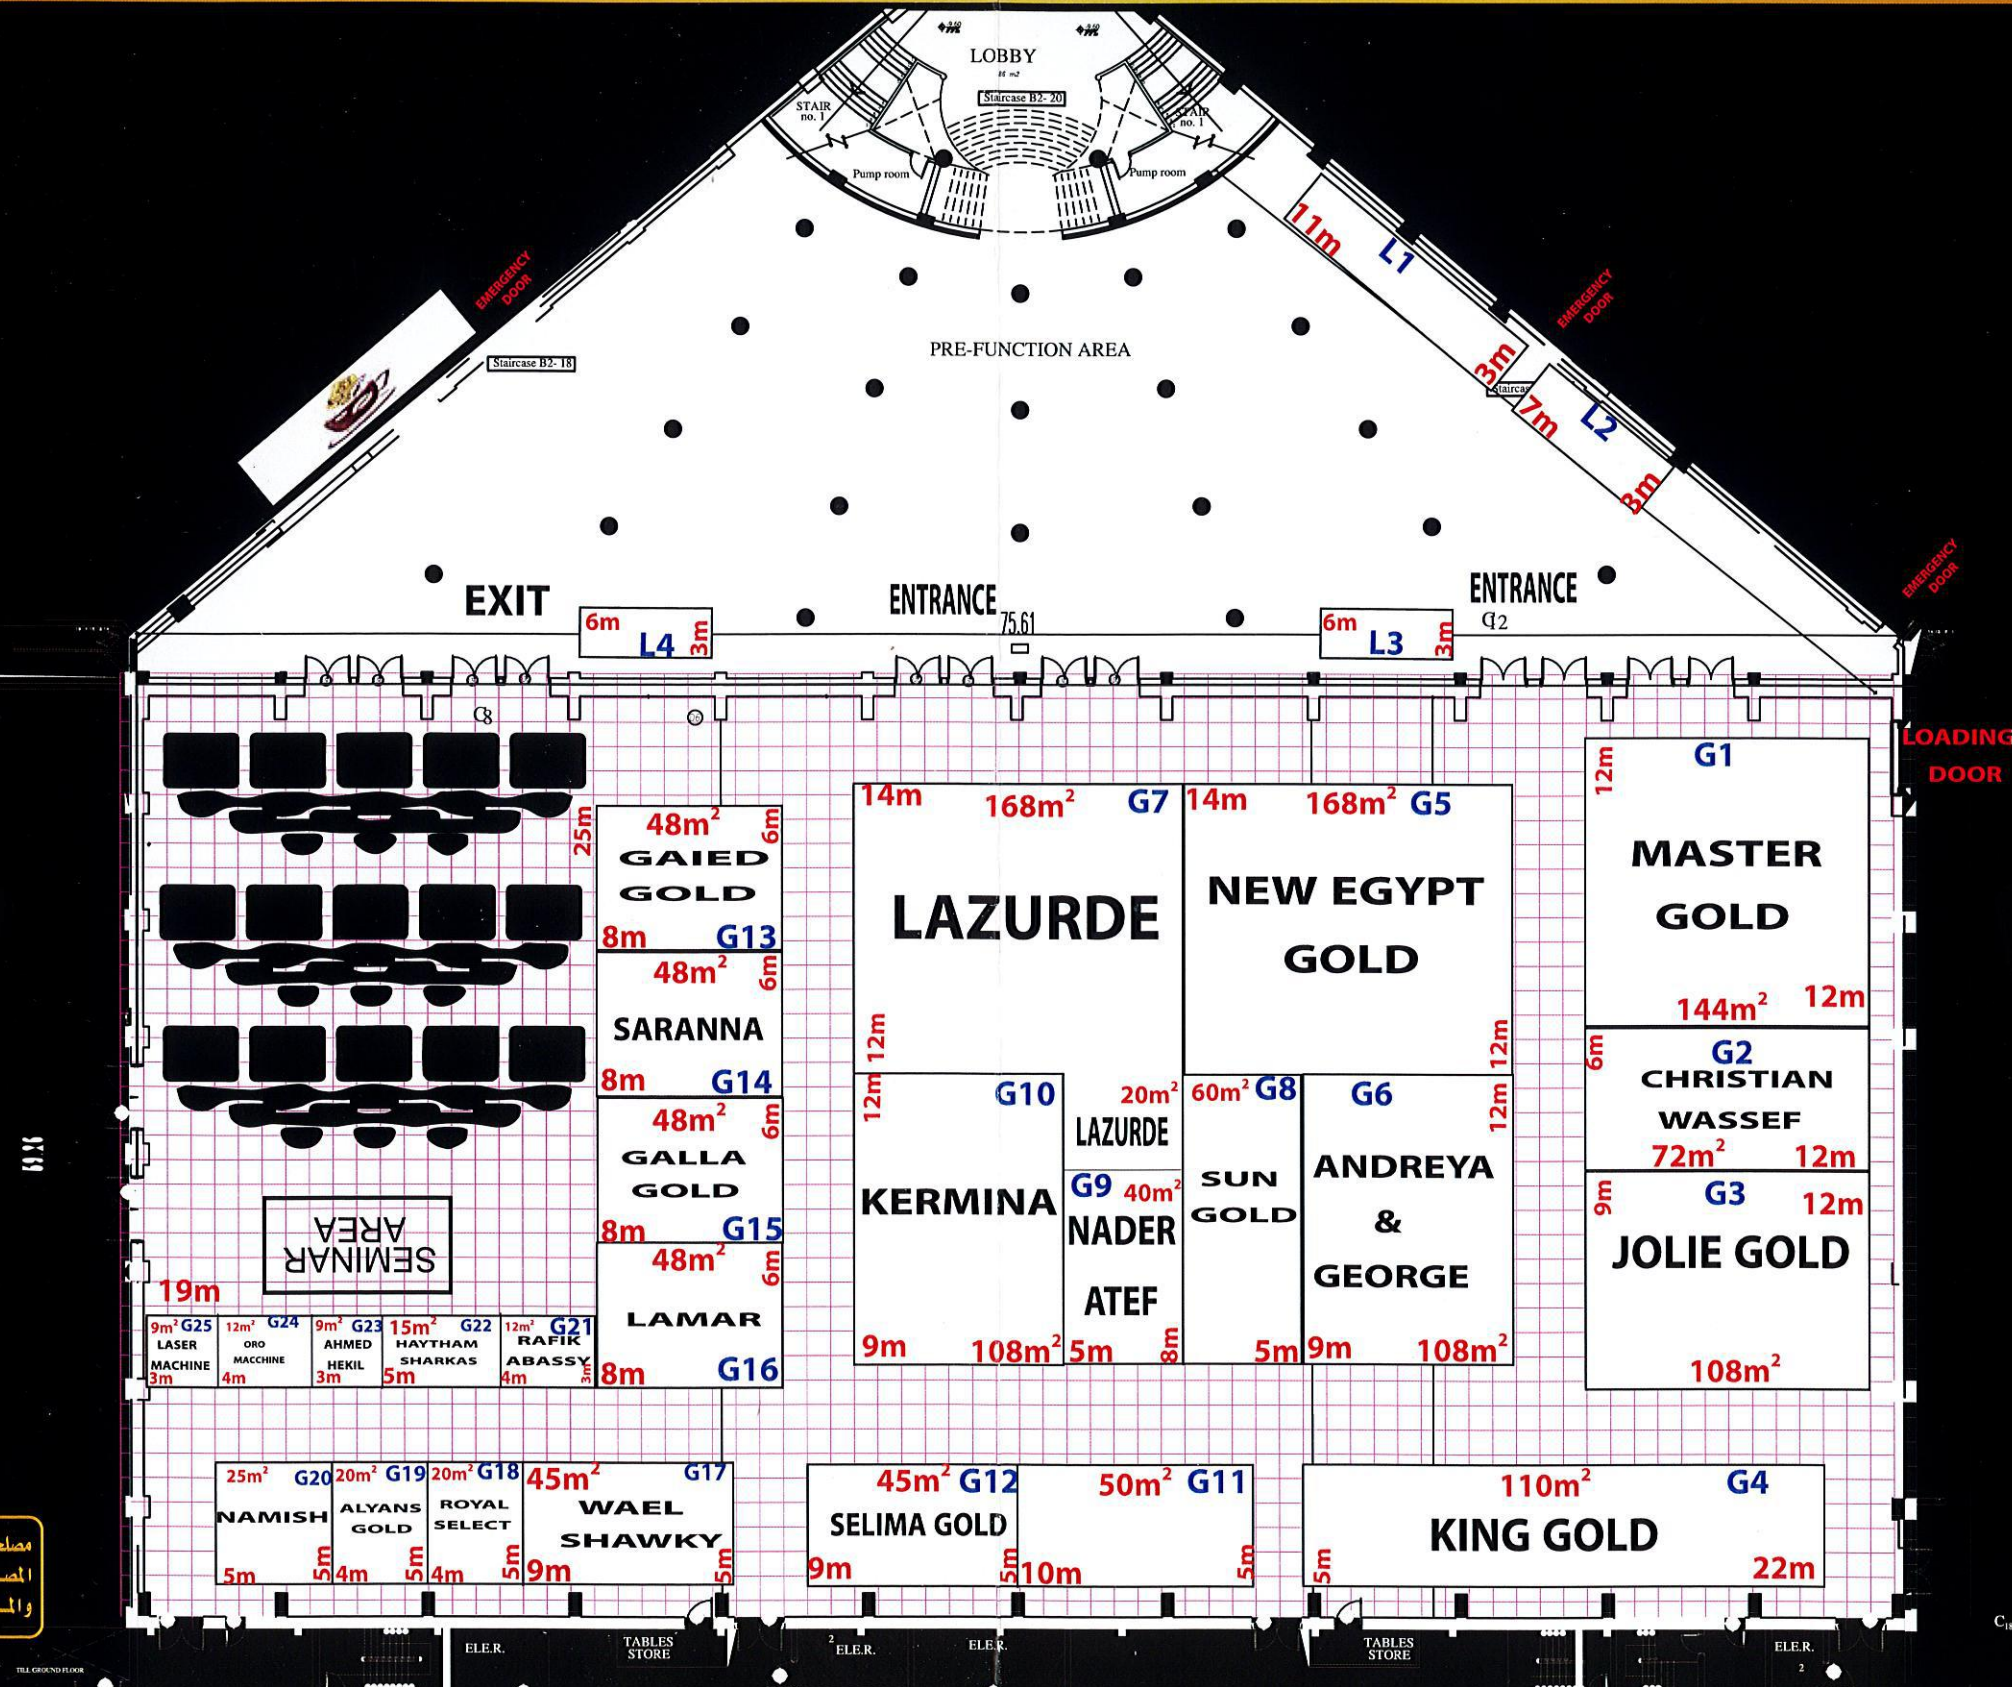 LOBBY
Staircase B2- 20
STAIR
no. 1
STAIR
no. 1
Pump room
Pump room
EMERGENCY
DOOR
Staircase B2- 18
PRE-FUNCTION AREA
11m
L1
3m
EMERGENCY
DOOR
7m
L2
3m
EMERGENCY
DOOR
EXIT
6m
L4
3m
ENTRANCE
75.61
6m
L3
3m
ENTRANCE
LOADING
DOOR
25m
48m²
6m
GAIED
GOLD
8m
G13
48m²
6m
SARANNA
8m
G14
48m²
6m
GALLA
GOLD
8m
G15
48m²
6m
LAMAR
8m
G16
14m
168m²
G7
LAZURDE
12m
20m²
LAZURDE
14m
168m²
G5
NEW EGYPT
GOLD
12m
12m
G1
MASTER
GOLD
144m²
12m
6m
G2
CHRISTIAN
WASSEF
72m²
12m
9m
G3
12m
JOLIE GOLD
108m²
12m
G10
KERMINA
9m
108m²
G9
40m²
NADER
ATEF
5m
8m
60m²
G8
SUN
GOLD
5m
G6
12m
ANDREYA
&
GEORGE
9m
108m²
SEMINAR
AREA
19m
9m² G25
LASER
MACHINE
3m
12m² G24
ORO
MACCHINE
4m
9m² G23
AHMED
HEKIL
3m
15m² G22
HAYTHAM
SHARKAS
5m
12m² G21
RAFIK
ABASSY
4m
3m
25m² G20
NAMISH
5m
5m
20m² G19
ALYANS
GOLD
4m
5m
20m² G18
ROYAL
SELECT
4m
5m
45m² G17
WAEL
SHAWKY
9m
5m
45m² G12
SELIMA GOLD
9m
5m
50m² G11
10m
5m
110m² G4
KING GOLD
5m
22m
ELE.R.
TABLES
STORE
ELE.R.
ELE.R.
TABLES
STORE
ELE.R.
TILL GROUND FLOOR